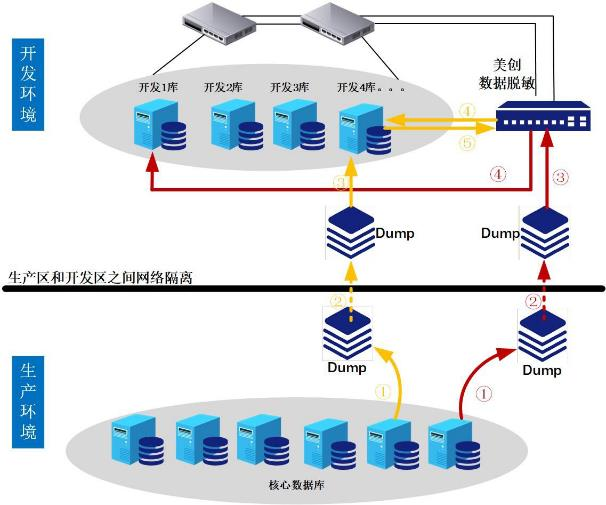 开发环境
美创
数据脱敏
开发1库
开发2库
开发3库
开发4库。。。
④
⑤
③
④
③
Dump
Dump
生产区和开发区之间网络隔离
②
②
Dump
Dump
生产环境
①
①
核心数据库